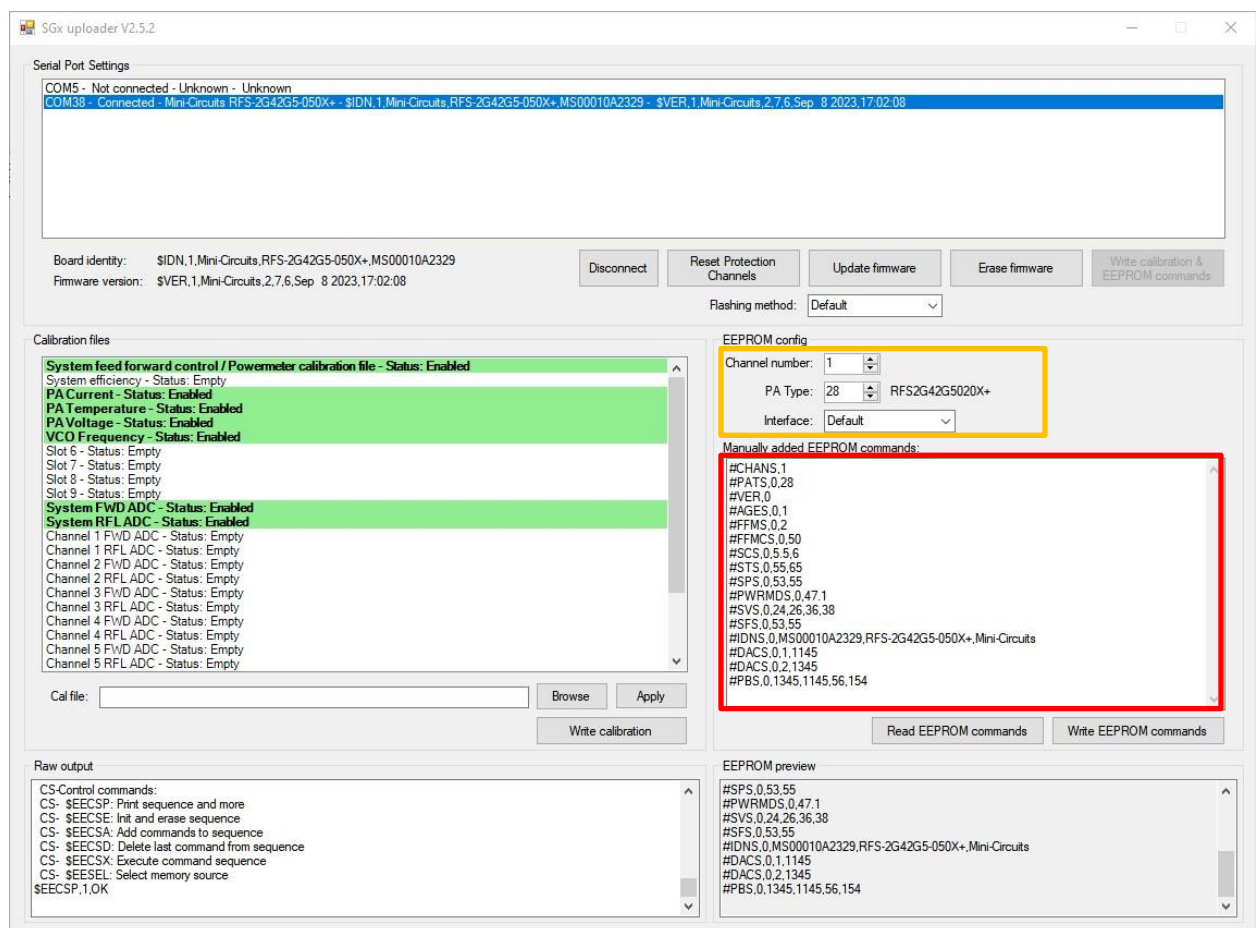 SGx uploader V2.5.2
Serial Port Settings
COM5 - Not connected - Unknown - Unknown
COM38 - Connected - Mini-Circuits RFS-2G42G5-050X+ - $IDN,1,Mini-Circuits,RFS-2G42G5-050X+,MS00010A2329 - $VER,1,Mini-Circuits,2,7,6,Sep 8 2023,17:02:08
Board identity: $IDN,1,Mini-Circuits,RFS-2G42G5-050X+,MS00010A2329
Firmware version: $VER,1,Mini-Circuits,2,7,6,Sep 8 2023,17:02:08
Disconnect
Reset Protection
Channels
Update firmware
Erase firmware
Write calibration &
EEPROM commands
Flashing method: Default
Calibration files
System feed forward control / Powermeter calibration file - Status: Enabled
System efficiency - Status: Empty
PA Current - Status: Enabled
PA Temperature - Status: Enabled
PA Voltage - Status: Enabled
VCO Frequency - Status: Enabled
Slot 6 - Status: Empty
Slot 7 - Status: Empty
Slot 8 - Status: Empty
Slot 9 - Status: Empty
System FWD ADC - Status: Enabled
System RFL ADC - Status: Enabled
Channel 1 FWD ADC - Status: Empty
Channel 1 RFL ADC - Status: Empty
Channel 2 FWD ADC - Status: Empty
Channel 2 RFL ADC - Status: Empty
Channel 3 FWD ADC - Status: Empty
Channel 3 RFL ADC - Status: Empty
Channel 4 FWD ADC - Status: Empty
Channel 4 RFL ADC - Status: Empty
Channel 5 FWD ADC - Status: Empty
Channel 5 RFL ADC - Status: Empty
Cal file:
Browse
Apply
Write calibration
EEPROM config
Channel number: 1
PA Type: 28 RFS2G42G5020X+
Interface: Default
Manually added EEPROM commands:
#CHANS,1
#PATS,0,28
#VER,0
#AGES,0,1
#FFMS,0,2
#FFMCS,0,50
#SCS,0,5.5,6
#STS,0,55,65
#SPS,0,53,55
#PWRMDS,0,47.1
#SVS,0,24,26,36,38
#SFS,0,53,55
#IDNS,0,MS00010A2329,RFS-2G42G5-050X+,Mini-Circuits
#DACS,0,1,1145
#DACS,0,2,1345
#PBS,0,1345,1145,56,154
Read EEPROM commands
Write EEPROM commands
Raw output
CS-Control commands:
CS- $EECSP: Print sequence and more
CS- $EECSE: Init and erase sequence
CS- $EECSA: Add commands to sequence
CS- $EECSD: Delete last command from sequence
CS- $EECSX: Execute command sequence
CS- $EESEL: Select memory source
$EECSP,1,OK
EEPROM preview
#SPS,0,53,55
#PWRMDS,0,47.1
#SVS,0,24,26,36,38
#SFS,0,53,55
#IDNS,0,MS00010A2329,RFS-2G42G5-050X+,Mini-Circuits
#DACS,0,1,1145
#DACS,0,2,1345
#PBS,0,1345,1145,56,154